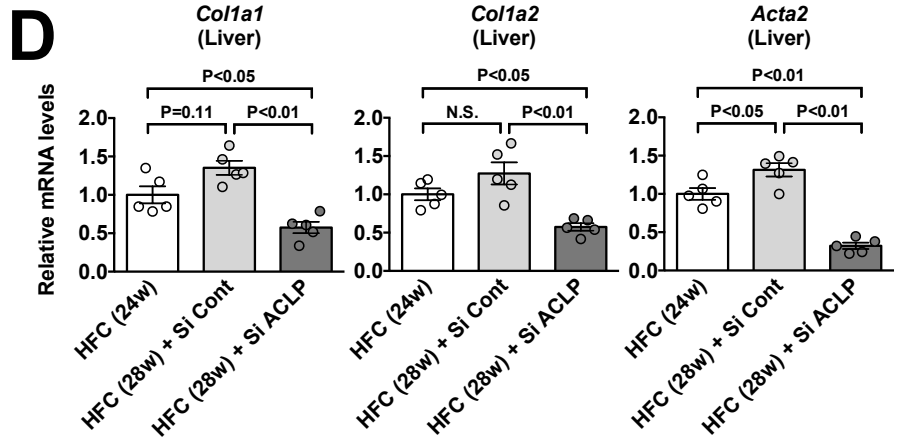 D
Col1a1
(Liver)
P<0.05
P=0.11 P<0.01
Relative mRNA levels
2.0
1.5
1.0
0.5
0.0
HFC (24w)
HFC (28w) + Si Cont
HFC (28w) + Si ACLP
Col1a2
(Liver)
P<0.05
N.S. P<0.01
2.0
1.5
1.0
0.5
0.0
HFC (24w)
HFC (28w) + Si Cont
HFC (28w) + Si ACLP
Acta2
(Liver)
P<0.01
P<0.05 P<0.01
2.0
1.5
1.0
0.5
0.0
HFC (24w)
HFC (28w) + Si Cont
HFC (28w) + Si ACLP